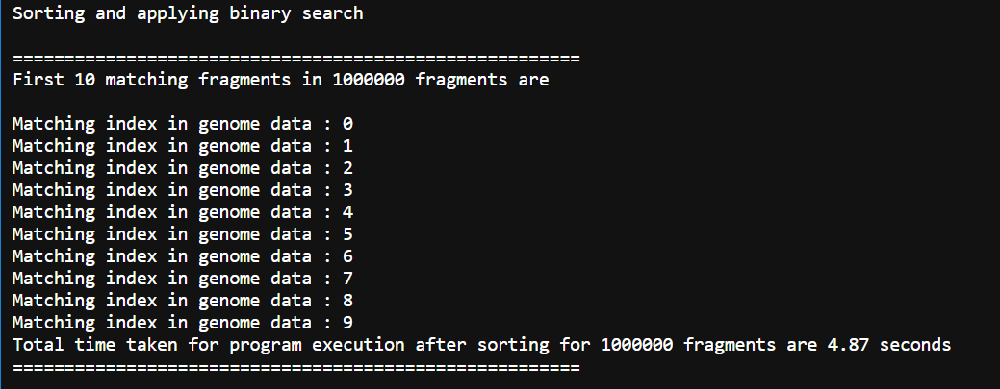 Sorting and applying binary search
=======================================================
First 10 matching fragments in 1000000 fragments are
Matching index in genome data : 0
Matching index in genome data : 1
Matching index in genome data : 2
Matching index in genome data : 3
Matching index in genome data : 4
Matching index in genome data : 5
Matching index in genome data : 6
Matching index in genome data : 7
Matching index in genome data : 8
Matching index in genome data : 9
Total time taken for program execution after sorting for 1000000 fragments are 4.87 seconds
=======================================================